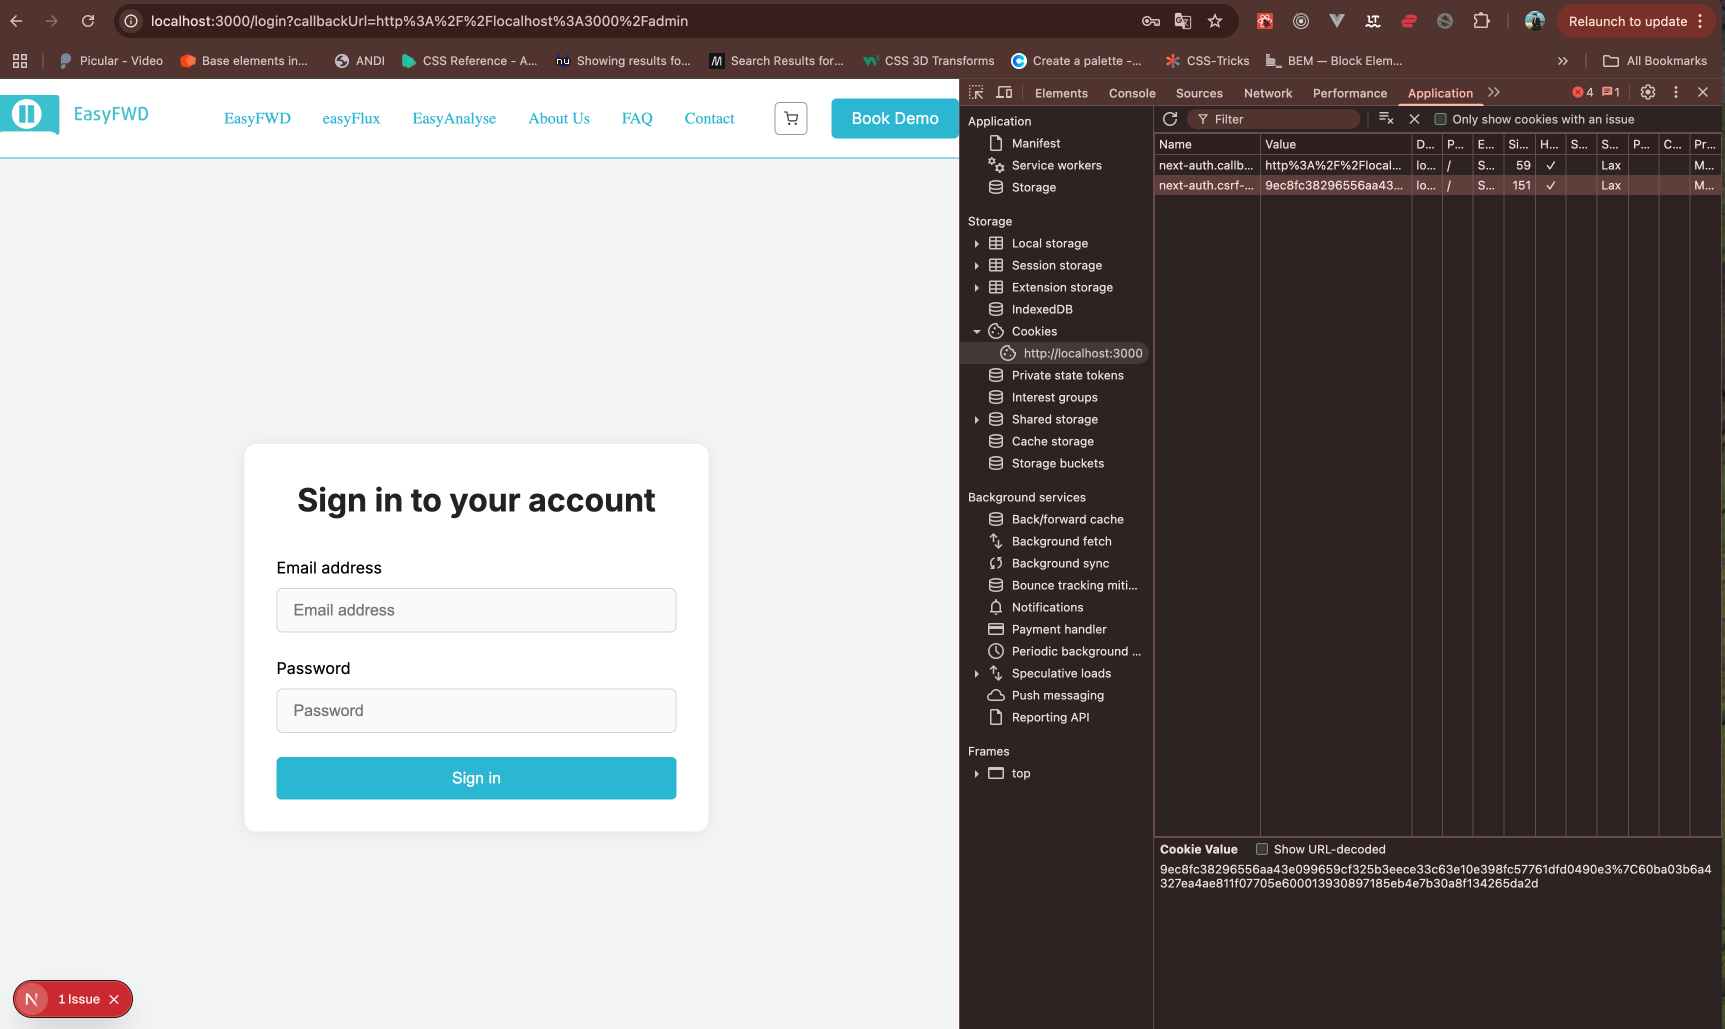 localhost:3000/login?callbackUrl=http%3A%2F%2Flocalhost%3A3000%2Fadmin
Relaunch to update
Picular - Video
Base elements in...
ANDI
CSS Reference - A...
nu Showing results fo...
M Search Results for...
CSS 3D Transforms
Create a palette -...
CSS-Tricks
BEM — Block Elem...
All Bookmarks
EasyFWD
EasyFWD
easyFlux
EasyAnalyse
About Us
FAQ
Contact
Book Demo
Sign in to your account
Email address
Email address
Password
Password
Sign in
N 1 Issue
Elements
Console
Sources
Network
Performance
Application
4
1
Application
Manifest
Service workers
Storage
Storage
Local storage
Session storage
Extension storage
IndexedDB
Cookies
http://localhost:3000
Private state tokens
Interest groups
Shared storage
Cache storage
Storage buckets
Background services
Back/forward cache
Background fetch
Background sync
Bounce tracking miti...
Notifications
Payment handler
Periodic background ...
Speculative loads
Push messaging
Reporting API
Frames
top
Filter
Only show cookies with an issue
Name Value D... P... E... Si... H... S... S... P... C... Pr...
next-auth.callb... http%3A%2F%2Flocal... lo... / S... 59 ✓ Lax M...
next-auth.csrf-... 9ec8fc38296556aa43... lo... / S... 151 ✓ Lax M...
Cookie Value
Show URL-decoded
9ec8fc38296556aa43e099659cf325b3eece33c63e10e398fc57761dfd0490e3%7C60ba03b6a4
327ea4ae811f07705e600013930897185eb4e7b30a8f134265da2d